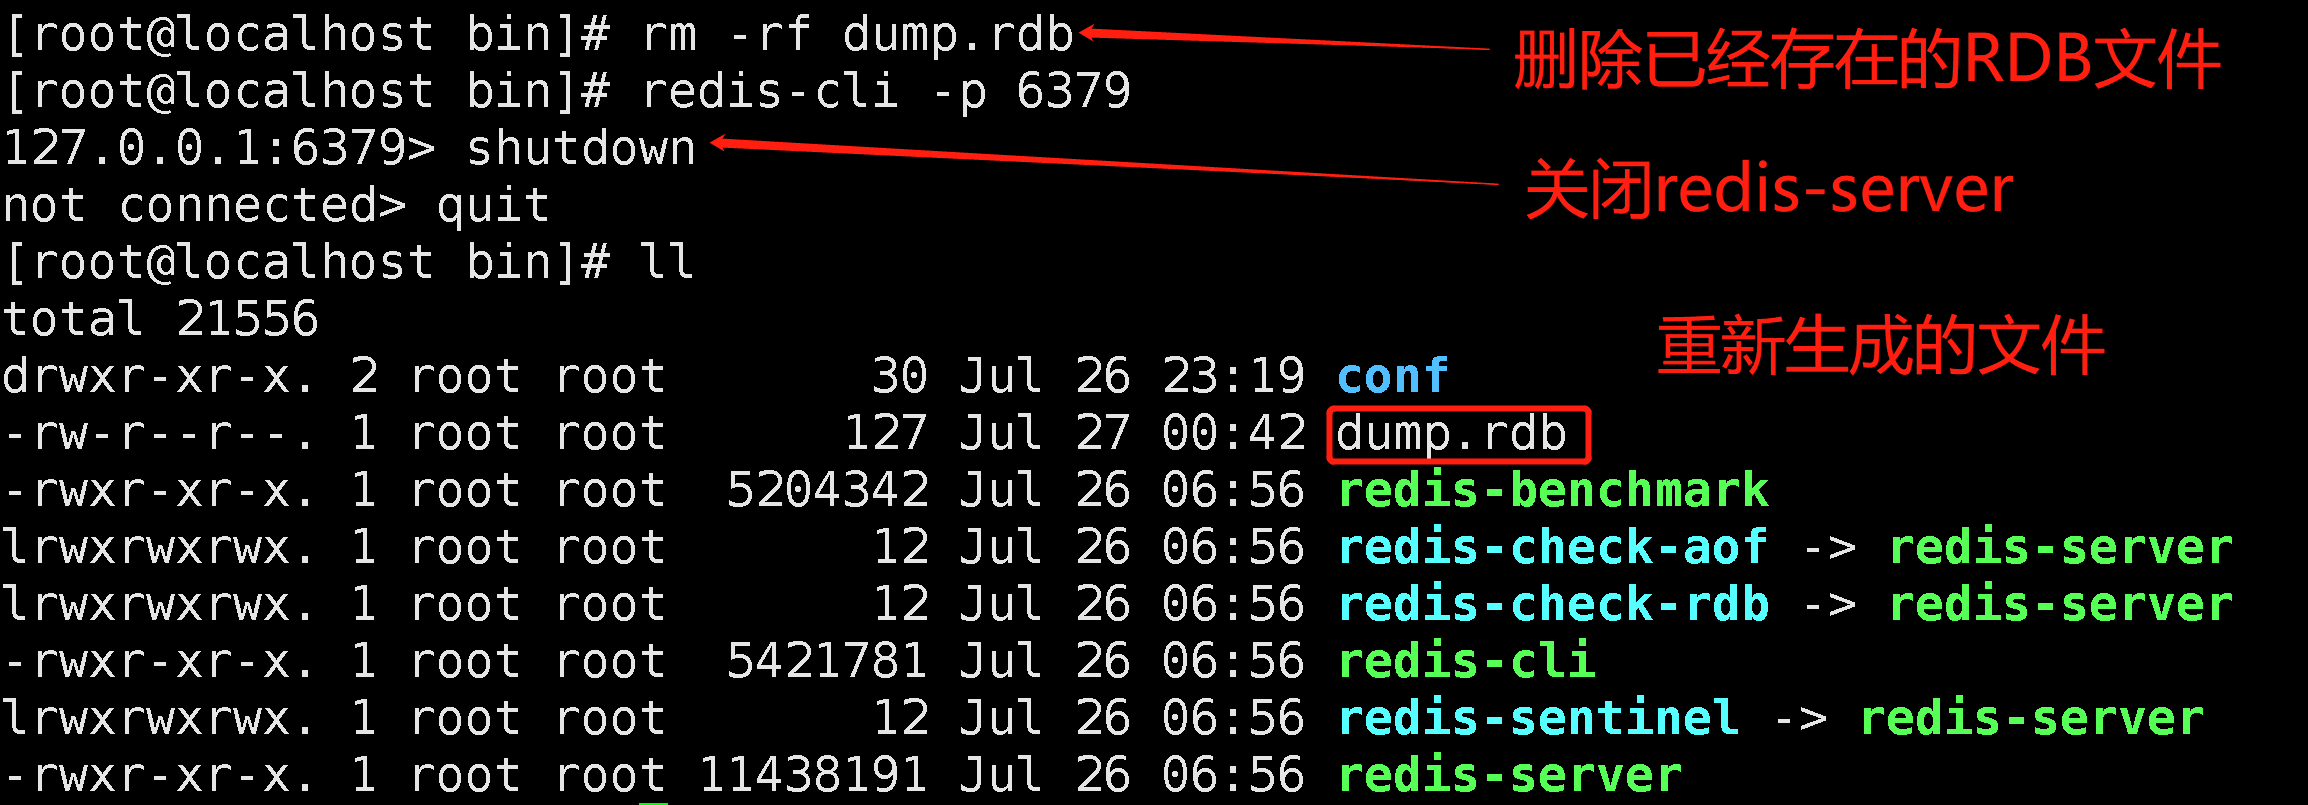 [root@localhost bin]# rm -rf dump.rdb
删除已经存在的RDB文件
[root@localhost bin]# redis-cli -p 6379
127.0.0.1:6379> shutdown
关闭redis-server
not connected> quit
[root@localhost bin]# ll
total 21556
重新生成的文件
drwxr-xr-x. 2 root root       30 Jul 26 23:19 conf
-rw-r--r--. 1 root root      127 Jul 27 00:42 dump.rdb
-rwxr-xr-x. 1 root root  5204342 Jul 26 06:56 redis-benchmark
lrwxrwxrwx. 1 root root       12 Jul 26 06:56 redis-check-aof -> redis-server
lrwxrwxrwx. 1 root root       12 Jul 26 06:56 redis-check-rdb -> redis-server
-rwxr-xr-x. 1 root root  5421781 Jul 26 06:56 redis-cli
lrwxrwxrwx. 1 root root       12 Jul 26 06:56 redis-sentinel -> redis-server
-rwxr-xr-x. 1 root root 11438191 Jul 26 06:56 redis-server